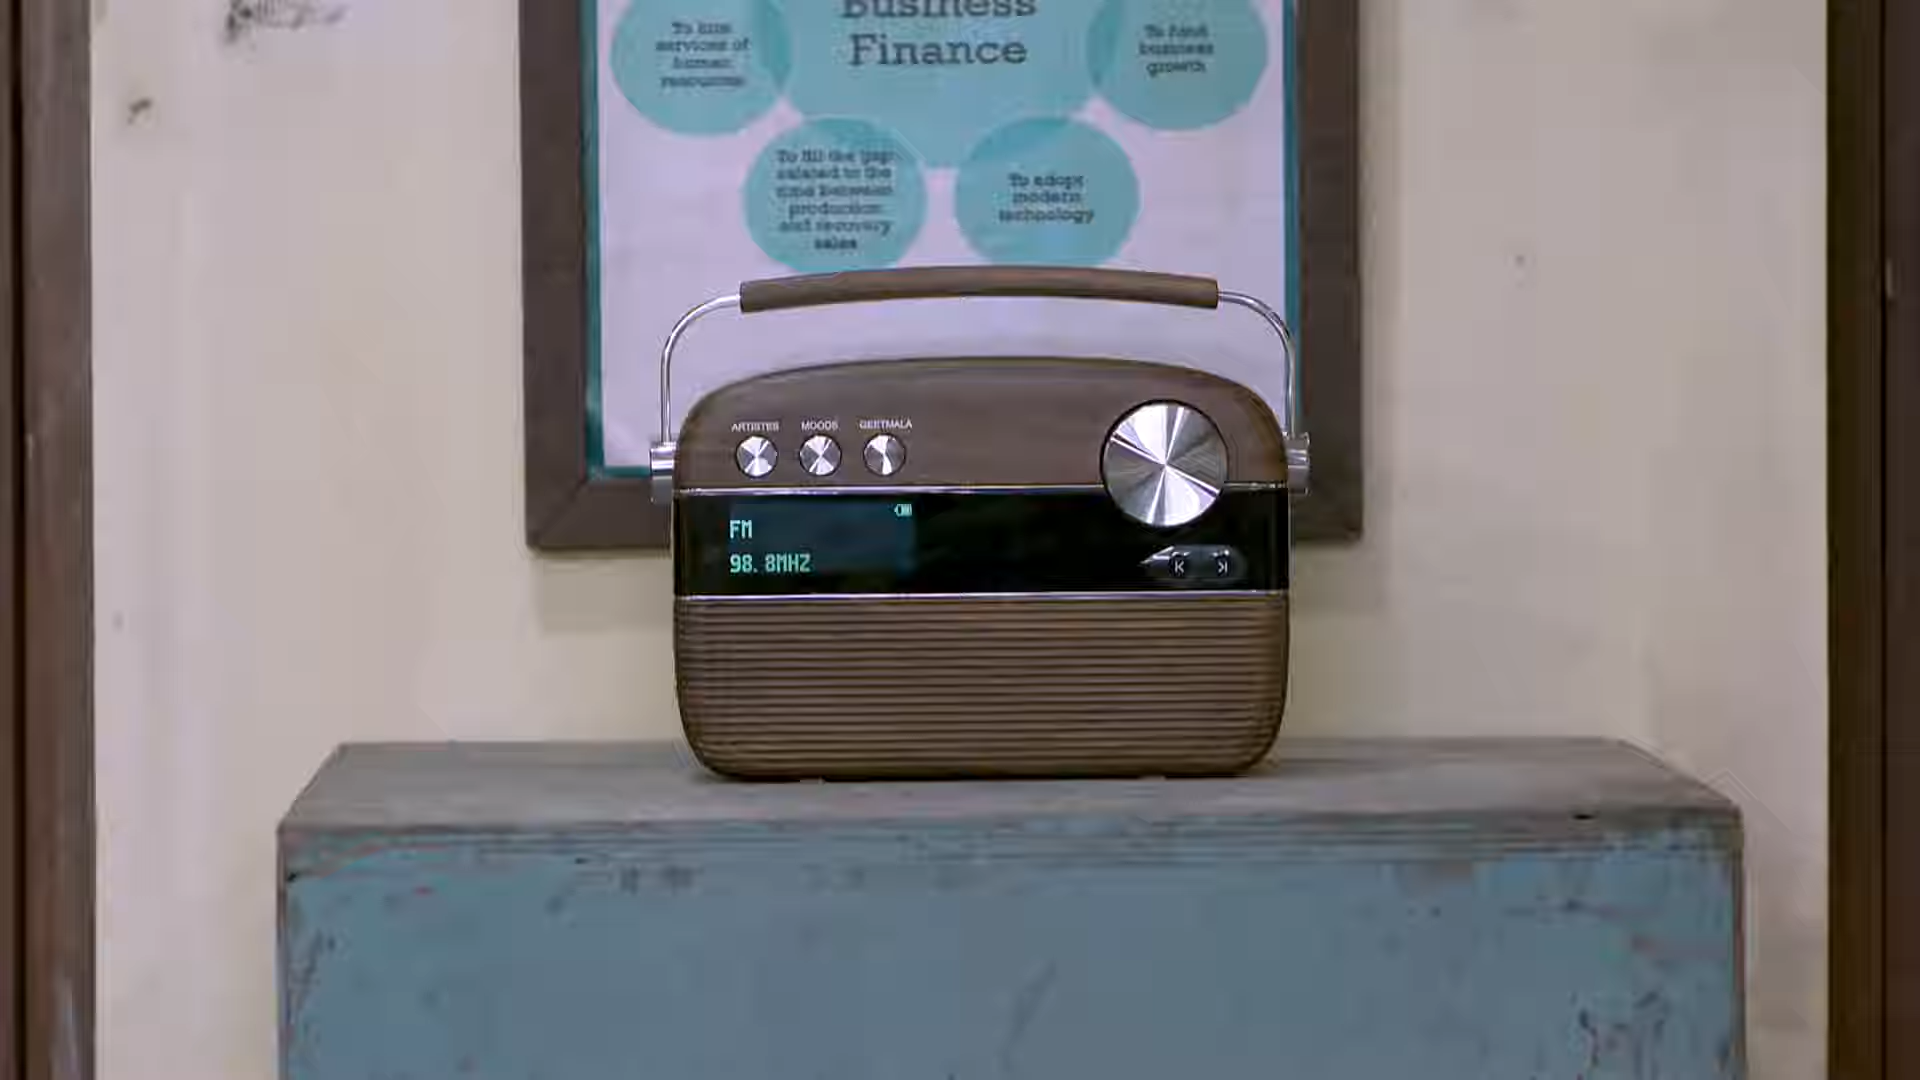 Business
Finance
To hire
services of
human
resources
To fund
business
growth
To fill the gap
related to the
time between
production
and recovery
sales
To adopt
modern
technology
ARTISTES MOODS GEETMALA
FM
98.8MHZ